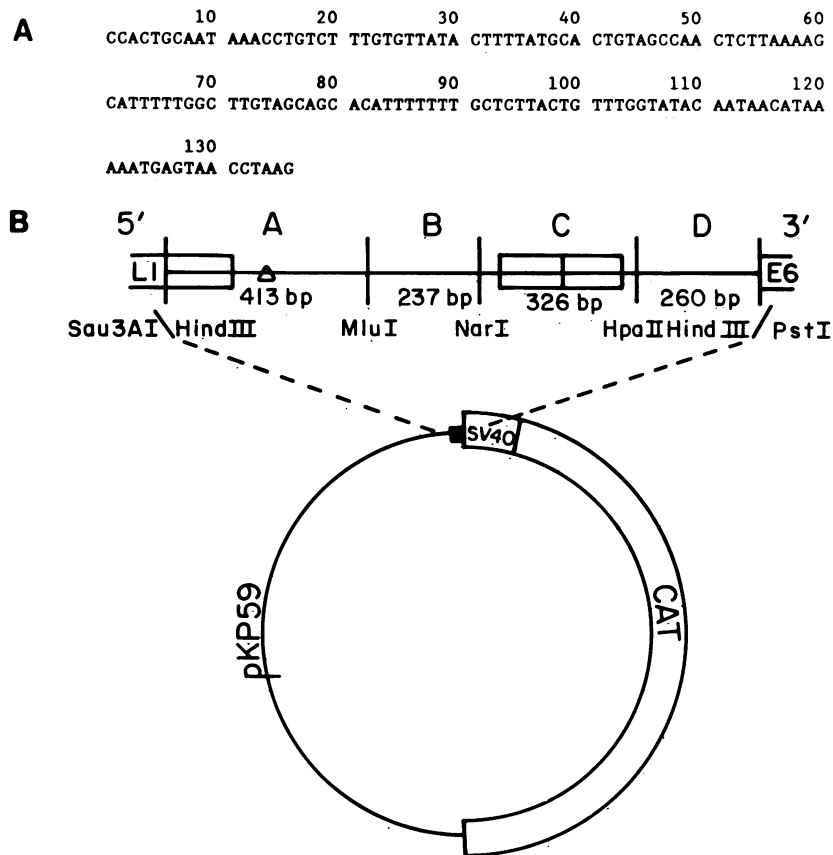 A
10 20 30 40 50 60
CCACTGCAAT AAACCTGTCT TTGTGTTATA CTTTTATGCA CTGTAGCCAA CTCTTAAAAG
70 80 90 100 110 120
CATTTTTGGC TTGTAGCAGC ACATTTTTTT GCTCTTACTG TTTGGTATAC AATAACATAA
130
AAATGAGTAA CCTAAG
B
5' A B C D 3'
L1 E6
413 bp 237 bp 326 bp 260 bp
Sau3AI HindIII MluI NarI HpaII HindIII PstI
SV40
CAT
pKP59